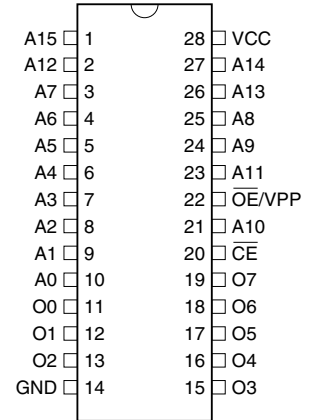 A15 1 28 VCC
A12 2 27 A14
A7 3 26 A13
A6 4 25 A8
A5 5 24 A9
A4 6 23 A11
A3 7 22 OE/VPP
A2 8 21 A10
A1 9 20 CE
A0 10 19 O7
O0 11 18 O6
O1 12 17 O5
O2 13 16 O4
GND 14 15 O3